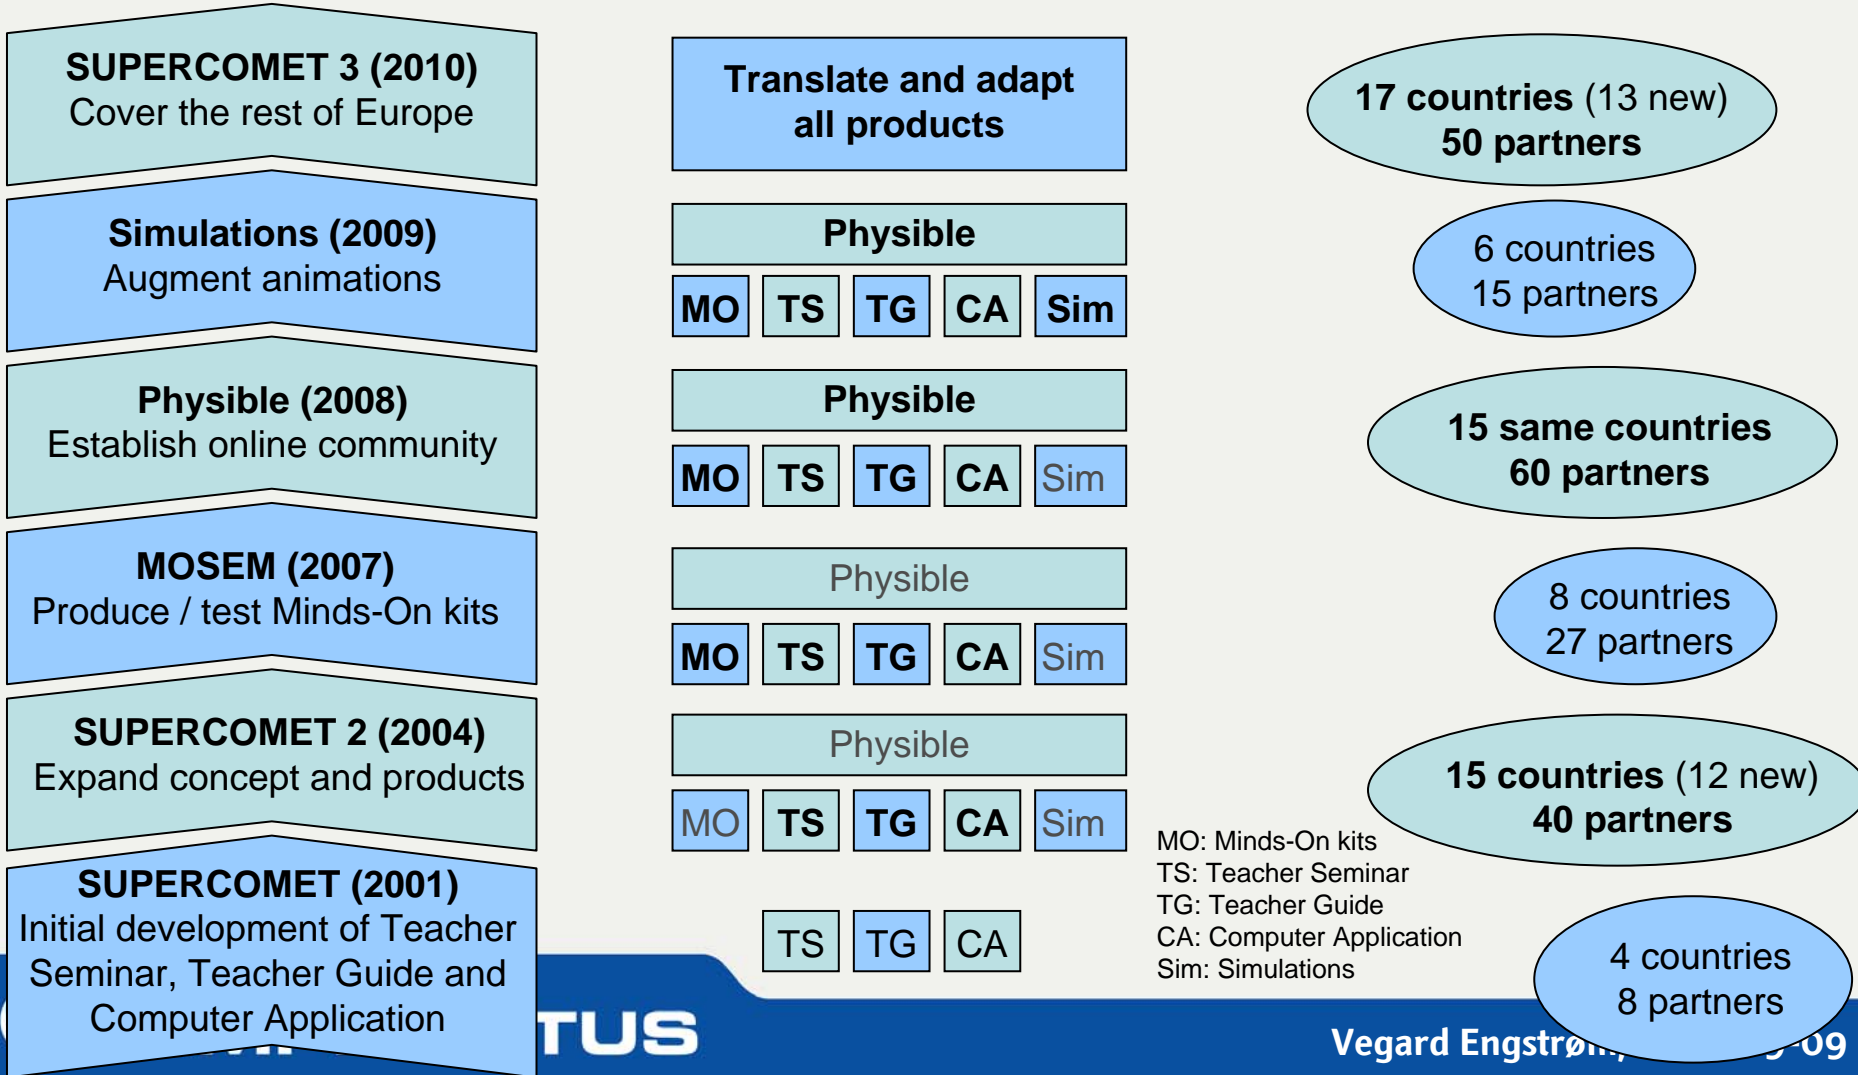 SUPERCOMET 3 (2010)
Cover the rest of Europe
Translate and adapt
all products
17 countries (13 new)
50 partners
Simulations (2009)
Augment animations
Physible
MO TS TG CA Sim
6 countries
15 partners
Physible (2008)
Establish online community
Physible
MO TS TG CA Sim
15 same countries
60 partners
MOSEM (2007)
Produce / test Minds-On kits
Physible
MO TS TG CA Sim
8 countries
27 partners
SUPERCOMET 2 (2004)
Expand concept and products
Physible
MO TS TG CA Sim
15 countries (12 new)
40 partners
SUPERCOMET (2001)
Initial development of Teacher
Seminar, Teacher Guide and
Computer Application
TS TG CA
MO: Minds-On kits
TS: Teacher Seminar
TG: Teacher Guide
CA: Computer Application
Sim: Simulations
4 countries
8 partners
TUS
Vegard